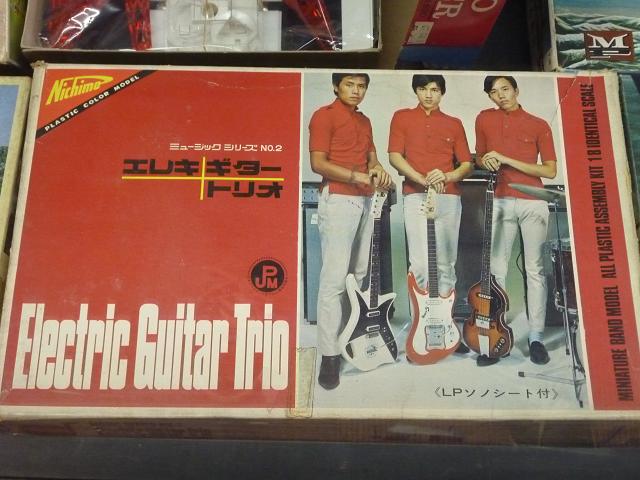 Nichimo
PLASTIC COLOR MODEL
ミュージック シリーズ NO.2
エレキギター
トリオ
JPM
Electric Guitar Trio
《LPソノシート付》
MINIATURE BAND MODEL ALL PLASTIC ASSEMBLY KIT 1:8 IDENTICAL SCALE
M